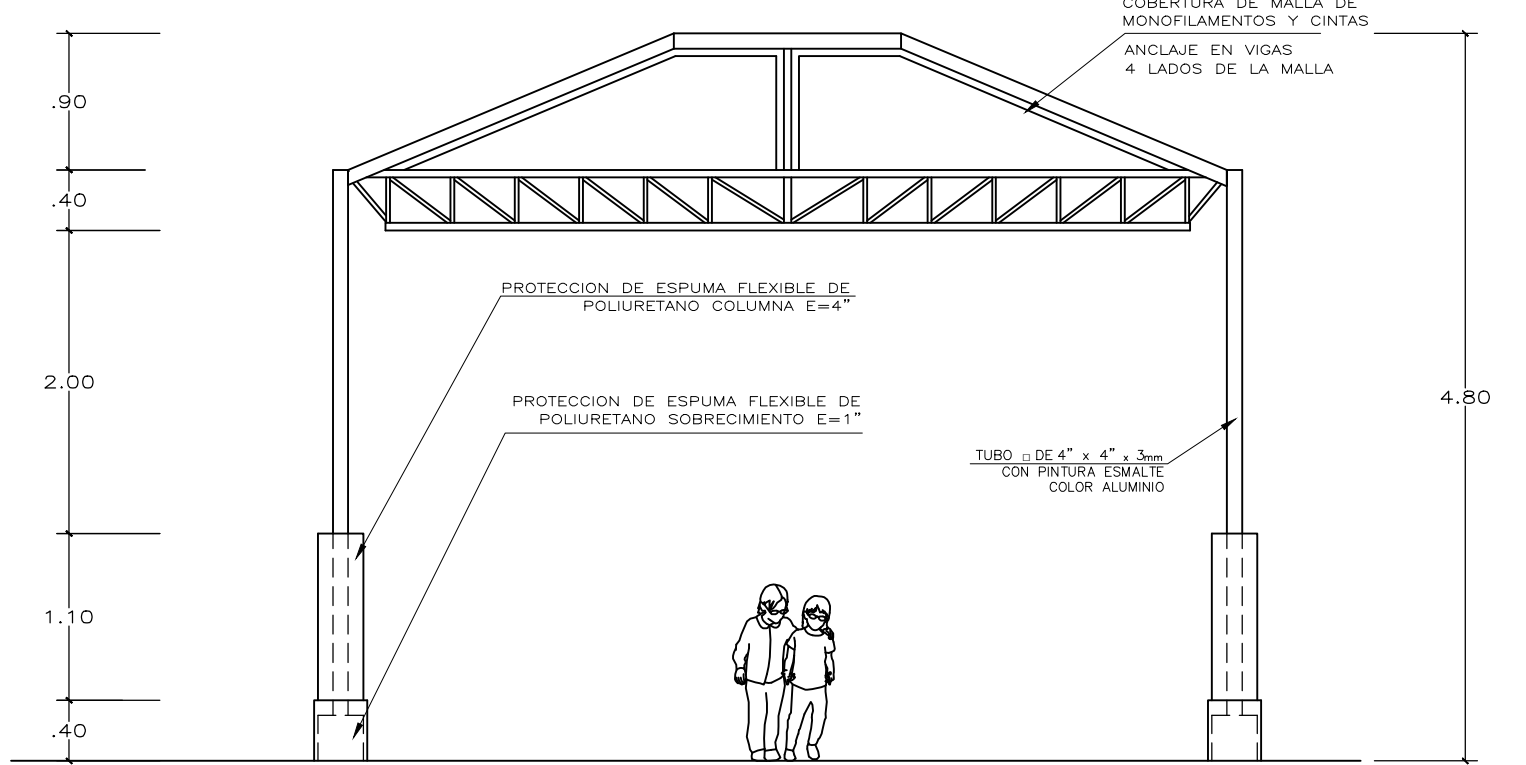 COBERTURA DE MALLA DE
MONOFILAMENTOS Y CINTAS
ANCLAJE EN VIGAS
4 LADOS DE LA MALLA
.90
.40
2.00
1.10
.40
4.80
PROTECCION DE ESPUMA FLEXIBLE DE
POLIURETANO COLUMNA E=4"
PROTECCION DE ESPUMA FLEXIBLE DE
POLIURETANO SOBRECIMIENTO E=1"
TUBO □ DE 4" x 4" x 3mm
CON PINTURA ESMALTE
COLOR ALUMINIO